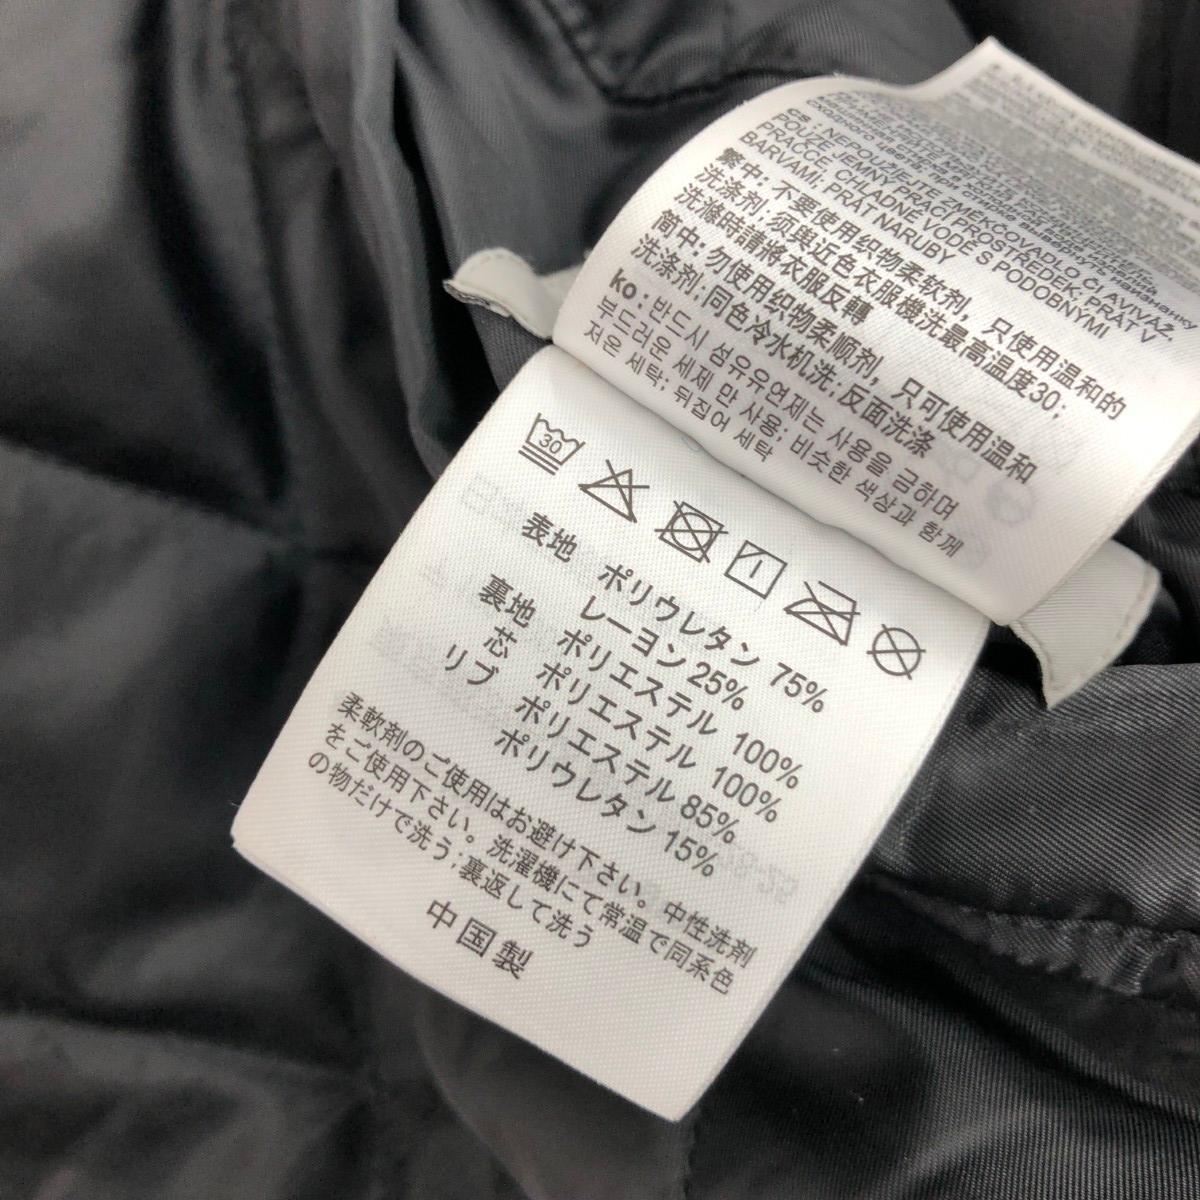 cs : NEPOUŽÍVEJTE ZMĚKČOVADLO ČI AVIVÁŽ.
POUZE JEMNÝ PRACÍ PROSTŘEDEK; PRÁT V
PRAČCE V CHLADNÉ VODĚ S PODOBNÝMI
BARVAMI; PRÁT NARUBY
繁中: 不要使用织物柔软剂，只使用温和的
洗涤剂; 须與近色衣服機洗最高温度30;
洗滌時請將衣服反轉
简中: 勿使用织物柔顺剂，只可使用温和
洗涤剂; 同色冷水机洗; 反面洗涤
ko : 반드시 섬유유연제는 사용을 금하며
부드러운 세제 만 사용; 비슷한 색상과 함께
저온 세탁; 뒤집어 세탁
30
表地 ポリウレタン 75%
レーヨン 25%
裏地 ポリエステル 100%
芯 ポリエステル 100%
リブ ポリエステル 85%
ポリウレタン 15%
柔軟剤のご使用はお避け下さい。中性洗剤
をご使用下さい。洗濯機にて常温で同系色
の物だけで洗う; 裏返して洗う
中国製